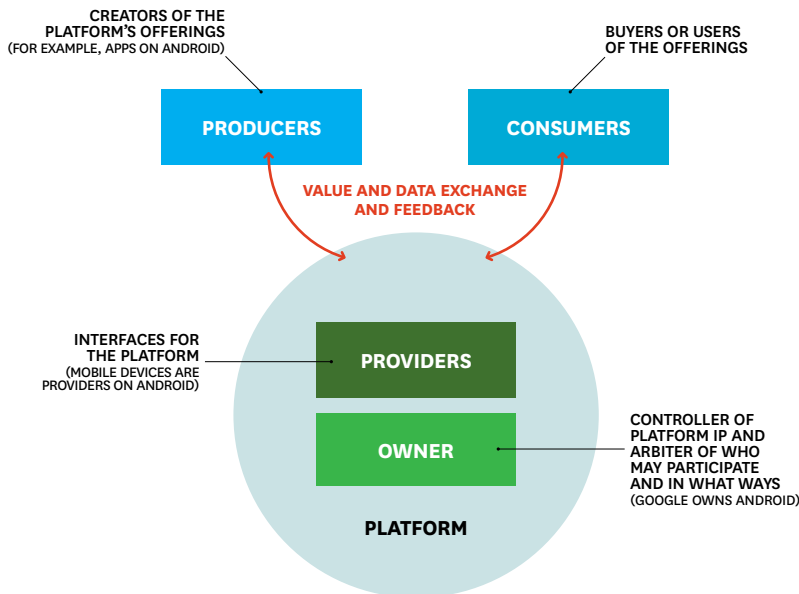 CREATORS OF THE
PLATFORM’S OFFERINGS
(FOR EXAMPLE, APPS ON ANDROID)
BUYERS OR USERS
OF THE OFFERINGS
PRODUCERS
CONSUMERS
VALUE AND DATA EXCHANGE
AND FEEDBACK
INTERFACES FOR
THE PLATFORM
(MOBILE DEVICES ARE
PROVIDERS ON ANDROID)
PROVIDERS
OWNER
CONTROLLER OF
PLATFORM IP AND
ARBITER OF WHO
MAY PARTICIPATE
AND IN WHAT WAYS
(GOOGLE OWNS ANDROID)
PLATFORM